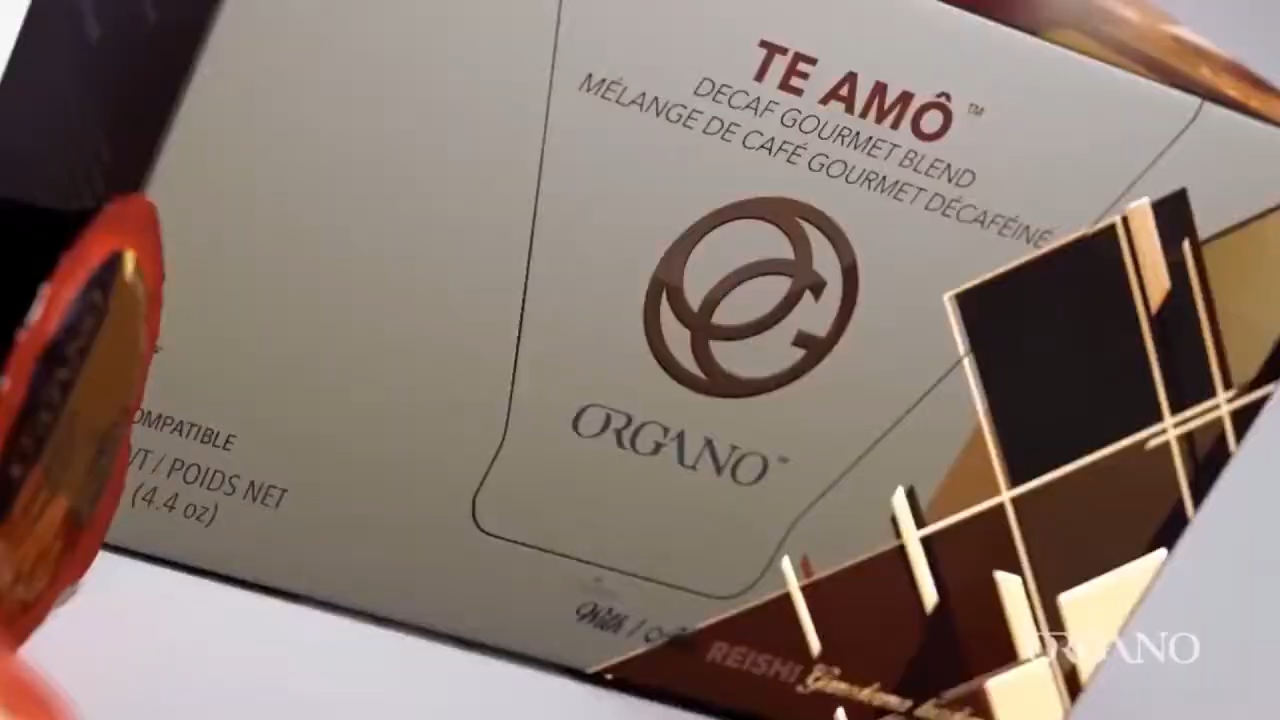 TE AMÔ™
DECAF GOURMET BLEND
MÉLANGE DE CAFÉ GOURMET DÉCAFÉINÉ
ORGANO™
OMPATIBLE
/ POIDS NET
(4.4 oz)
With /
REISHI
ORGANO